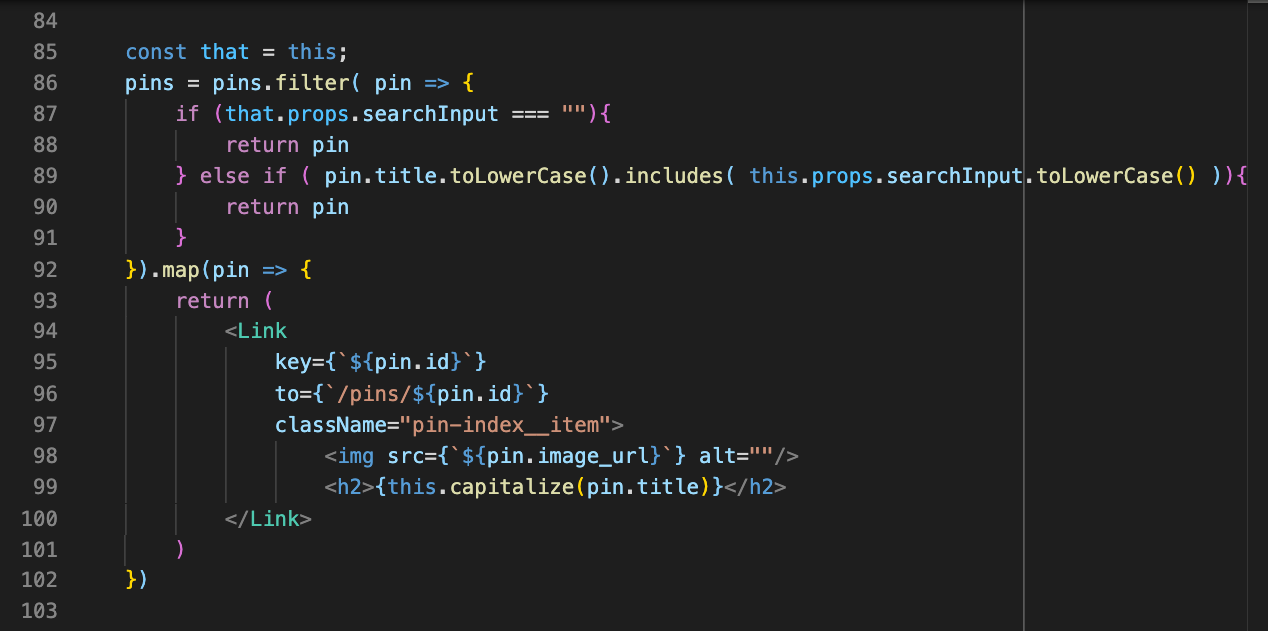 84
85 const that = this;
86 pins = pins.filter( pin => {
87 if (that.props.searchInput === ""){
88 return pin
89 } else if ( pin.title.toLowerCase().includes( this.props.searchInput.toLowerCase() )){
90 return pin
91 }
92 }).map(pin => {
93 return (
94 <Link
95 key={`${pin.id}`}
96 to={`/pins/${pin.id}`}
97 className="pin-index__item">
98 <img src={`${pin.image_url}`} alt=""/>
99 <h2>{this.capitalize(pin.title)}</h2>
100 </Link>
101 )
102 })
103